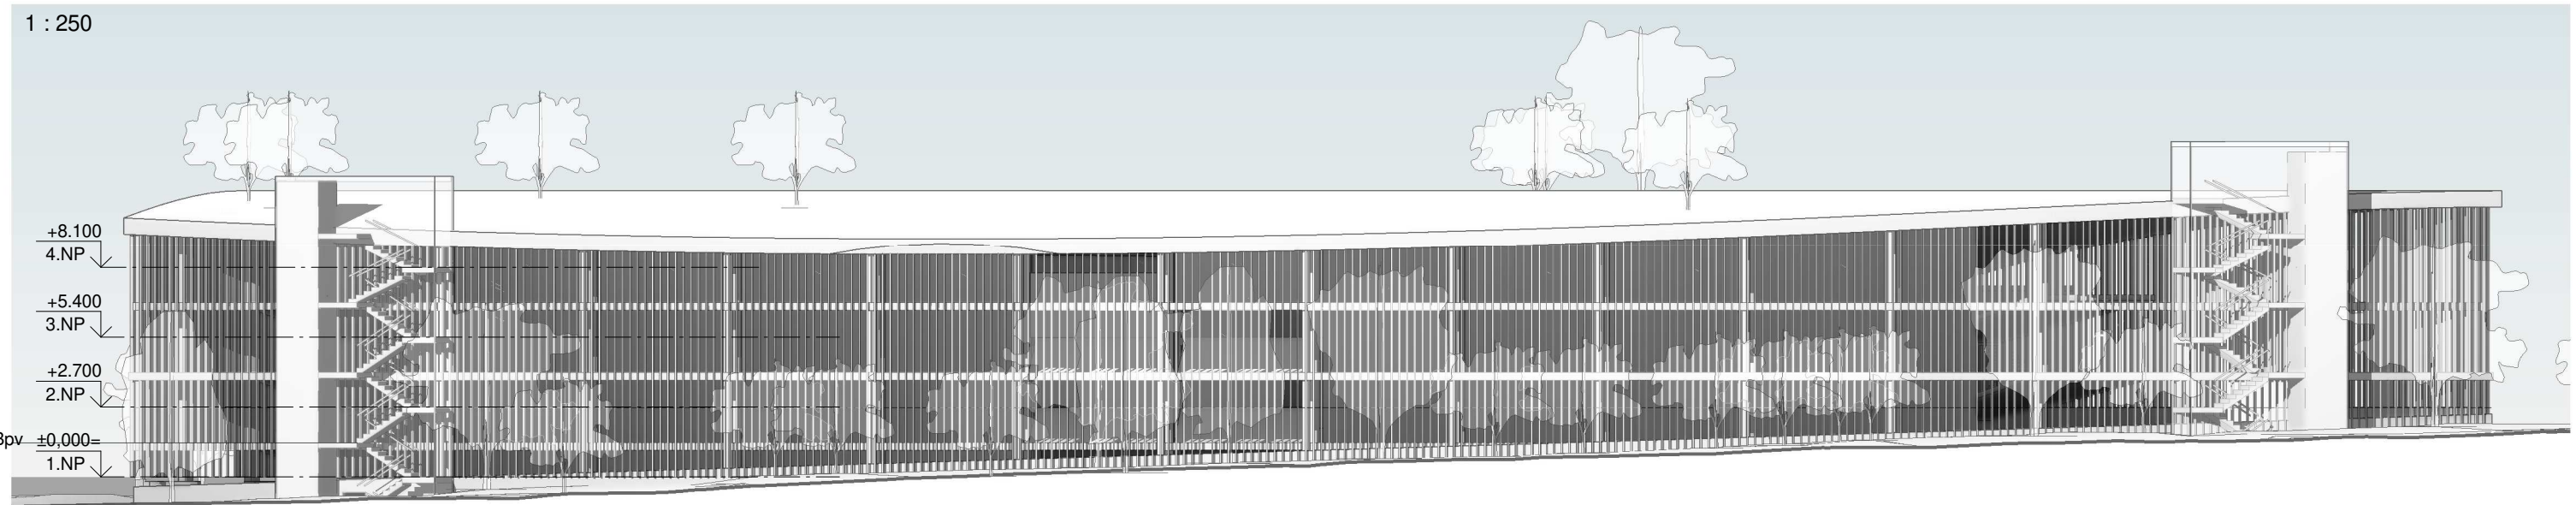 1 : 250
+8.100
4.NP
+5.400
3.NP
+2.700
2.NP
±0,000=
1.NP